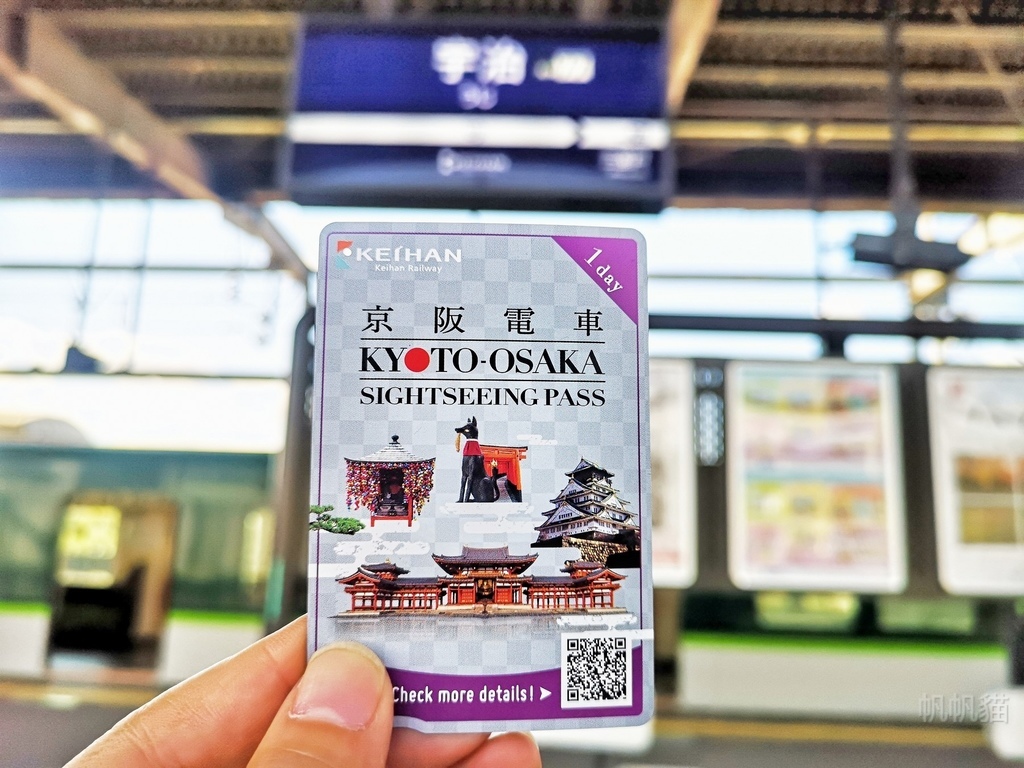 宇治
KEIHAN
Keihan Railway
1 day
京阪電車
KYOTO-OSAKA
SIGHTSEEING PASS
Check more details!
帆帆貓